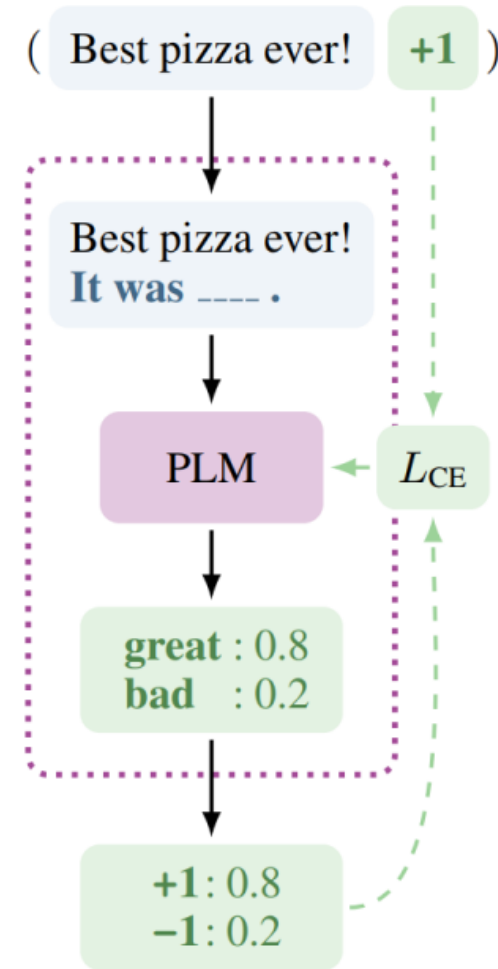 ( Best pizza ever! +1 )
Best pizza ever!
It was ____ .
PLM
L_CE
great : 0.8
bad : 0.2
+1 : 0.8
−1 : 0.2